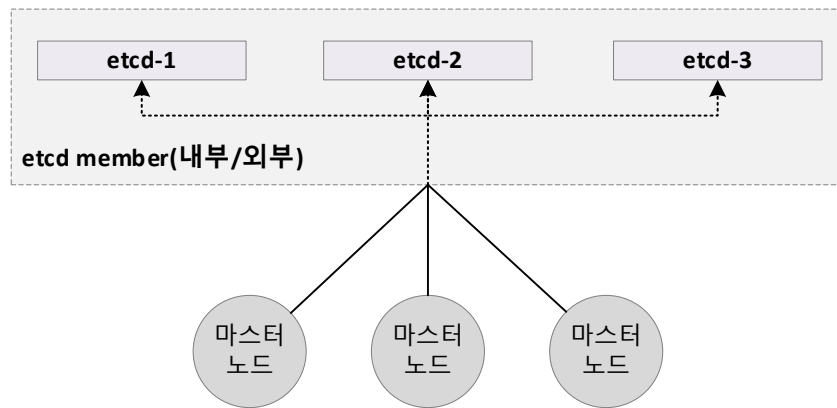 etcd-1
etcd-2
etcd-3
etcd member(내부/외부)
마스터
노드
마스터
노드
마스터
노드